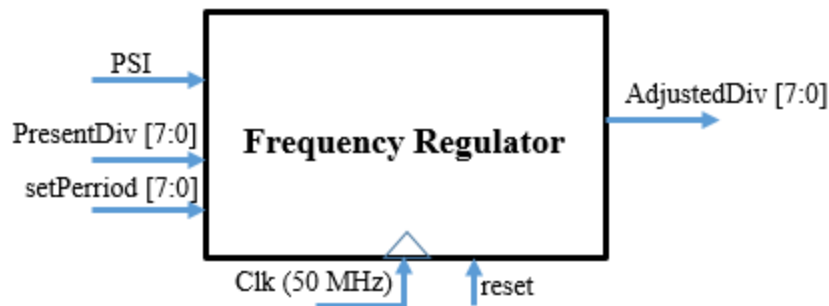 PSI
AdjustedDiv [7:0]
PresentDiv [7:0]
Frequency Regulator
setPerriod [7:0]
Clk (50 MHz)
reset